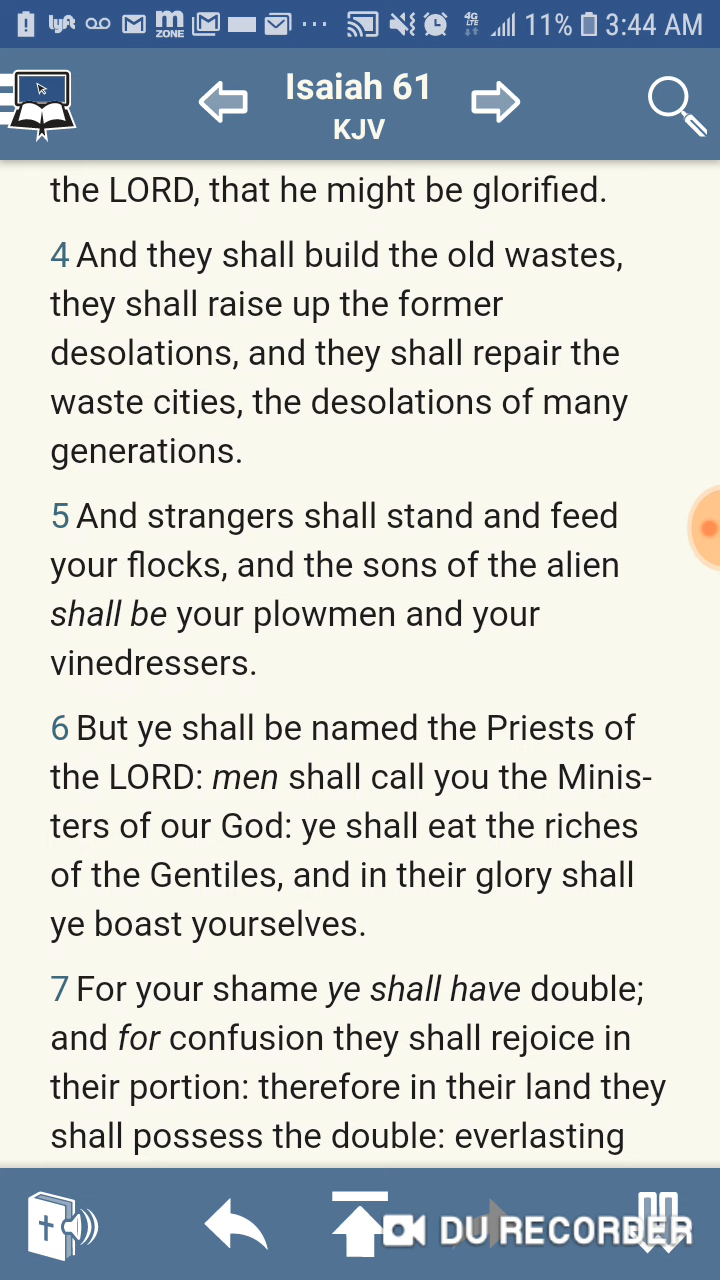 lyft
m
ZONE
4G
LTE
11%
3:44 AM
Isaiah 61
KJV
the LORD, that he might be glorified.
4 And they shall build the old wastes,
they shall raise up the former
desolations, and they shall repair the
waste cities, the desolations of many
generations.
5 And strangers shall stand and feed
your flocks, and the sons of the alien
shall be your plowmen and your
vinedressers.
6 But ye shall be named the Priests of
the LORD: men shall call you the Minis-
ters of our God: ye shall eat the riches
of the Gentiles, and in their glory shall
ye boast yourselves.
7 For your shame ye shall have double;
and for confusion they shall rejoice in
their portion: therefore in their land they
shall possess the double: everlasting
DU RECORDER